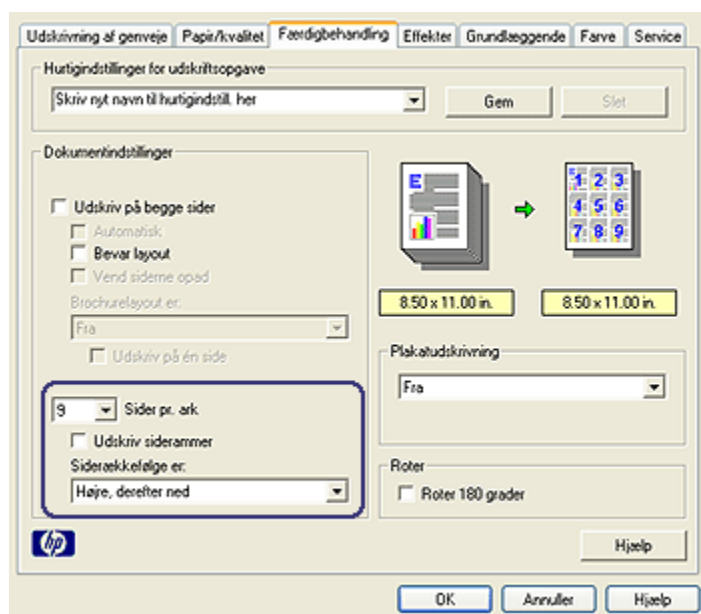 Udskrivning af genveje Papir/kvalitet Færdigbehandling Effekter Grundlæggende Farve Service
Hurtigindstillinger for udskriftsopgave
Skriv nyt navn til hurtigindstill. her
Gem
Slet
Dokumentindstillinger
Udskriv på begge sider
Automatisk
Bevar layout
Vend siderne opad
Brochurelayout er:
Fra
Udskriv på én side
9 Sider pr. ark
Udskriv siderammer
Siderækkefølge er:
Højre, derefter ned
E
1 2 3
4 5 6
7 8 9
8.50 x 11.00 in.
8.50 x 11.00 in.
Plakatudskrivning
Fra
Roter
Roter 180 grader
hp
Hjælp
OK Annuller Hjælp